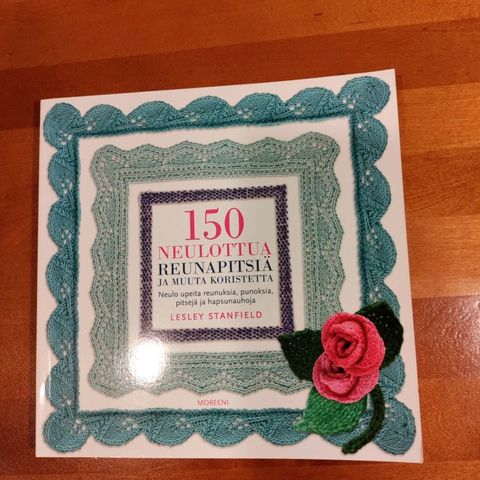 150
NEULOTTUA
REUNAPITSIÄ
JA MUUTA KORISTETTA
Neulo upeita reunuksia, punoksia,
pitsejä ja hapsunauhoja
LESLEY STANFIELD
MOREENI